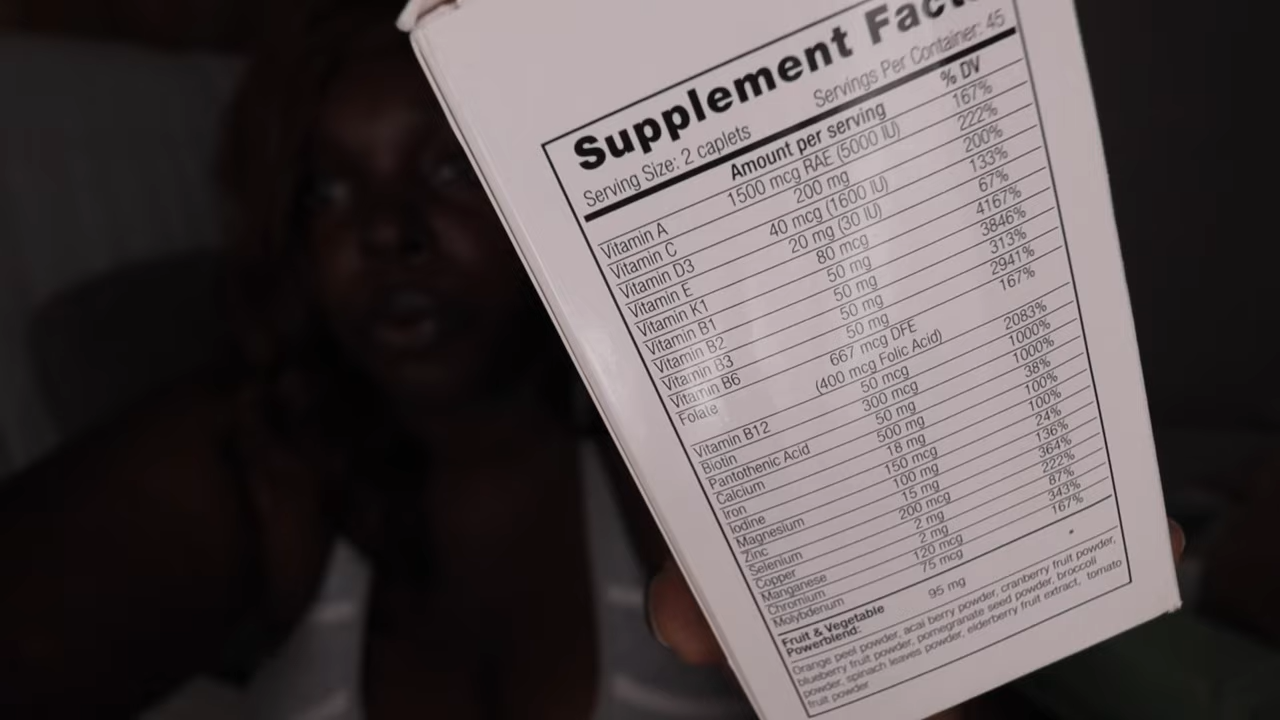 Supplement Fact
Serving Size: 2 caplets Servings Per Container: 45
Amount per serving % DV
Vitamin A 1500 mcg RAE (5000 IU) 167%
Vitamin C 200 mg 222%
Vitamin D3 40 mcg (1600 IU) 200%
Vitamin E 20 mg (30 IU) 133%
Vitamin K1 80 mcg 67%
Vitamin B1 50 mg 4167%
Vitamin B2 50 mg 3846%
Vitamin B3 50 mg 313%
Vitamin B6 50 mg 2941%
Folate 667 mcg DFE 167%
(400 mcg Folic Acid)
Vitamin B12 50 mcg 2083%
Biotin 300 mcg 1000%
Pantothenic Acid 50 mg 1000%
Calcium 500 mg 38%
Iron 18 mg 100%
Iodine 150 mcg 100%
Magnesium 100 mg 24%
Zinc 15 mg 136%
Selenium 200 mcg 364%
Copper 2 mg 222%
Manganese 2 mg 87%
Chromium 120 mcg 343%
Molybdenum 75 mcg 167%
Fruit & Vegetable
Powerblend: 95 mg *
Orange peel powder, acai berry powder, cranberry fruit powder,
blueberry fruit powder, pomegranate seed powder, broccoli
powder, spinach leaves powder, elderberry fruit extract, tomato
fruit powder